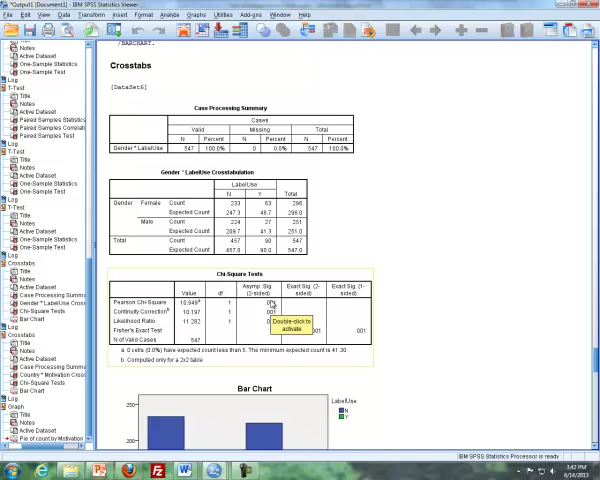 *Output1 [Document1] - IBM SPSS Statistics Viewer
File Edit View Data Transform Insert Format Analyze Graphs Utilities Add-ons Window Help
Title
Notes
Active Dataset
One-Sample Statistics
One-Sample Test
Log
T-Test
Title
Notes
Active Dataset
Paired Samples Statistics
Paired Samples Correlat
Paired Samples Test
Log
T-Test
Title
Notes
Active Dataset
One-Sample Statistics
One-Sample Test
Log
T-Test
Title
Notes
Active Dataset
One-Sample Statistics
One-Sample Test
Log
Crosstabs
Title
Notes
Active Dataset
Case Processing Summa
Gender * LabelUse Cross
Chi-Square Tests
Bar Chart
Log
Crosstabs
Title
Notes
Active Dataset
Case Processing Summa
Country * Motivation Cro
Chi-Square Tests
Bar Chart
Log
Graph
Title
Notes
Active Dataset
Pie of count by Motivation
/BARCHART.
Crosstabs
[DataSet6]
Case Processing Summary
Cases
Valid Missing Total
N Percent N Percent N Percent
Gender * LabelUse 547 100.0% 0 0.0% 547 100.0%
Gender * LabelUse Crosstabulation
LabelUse
N Y Total
Gender Female Count 233 63 296
Expected Count 247.3 48.7 296.0
Male Count 224 27 251
Expected Count 209.7 41.3 251.0
Total Count 457 90 547
Expected Count 457.0 90.0 547.0
Chi-Square Tests
Value df Asymp. Sig. (2-sided) Exact Sig. (2-sided) Exact Sig. (1-sided)
Pearson Chi-Square 10.949a 1 .001
Continuity Correctionb 10.197 1 .001
Likelihood Ratio 11.282 1
Fisher's Exact Test .001 .001
N of Valid Cases 547
Double-click to activate
a. 0 cells (0.0%) have expected count less than 5. The minimum expected count is 41.30.
b. Computed only for a 2x2 table
Bar Chart
250
200
LabelUse
N
Y
IBM SPSS Statistics Processor is ready
3:42 PM
6/14/2013